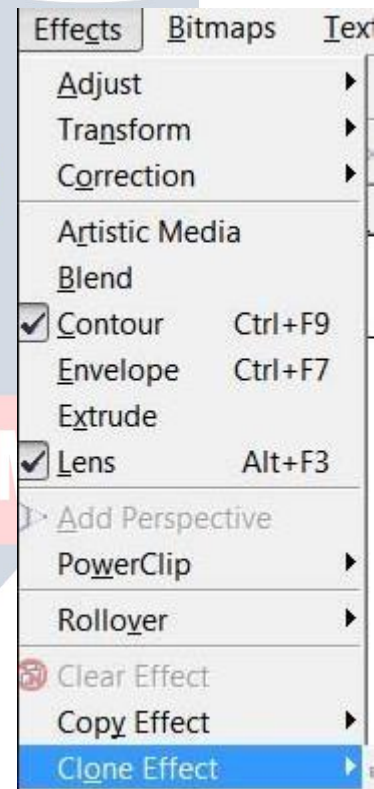 Effects Bitmaps Tex
Adjust
Transform
Correction
Artistic Media
Blend
Contour Ctrl+F9
Envelope Ctrl+F7
Extrude
Lens Alt+F3
Add Perspective
PowerClip
Rollover
Clear Effect
Copy Effect
Clone Effect